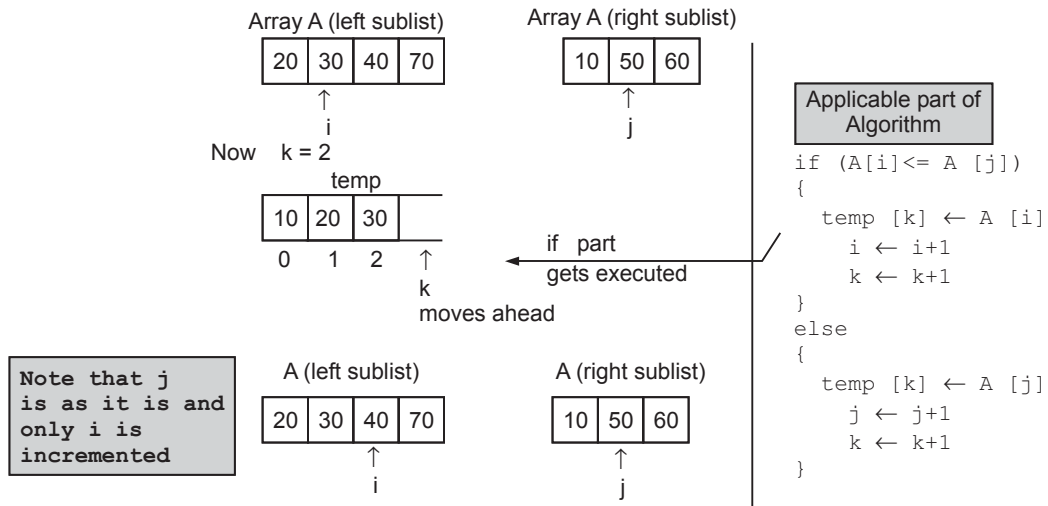 Array A (left sublist)
20 30 40 70
↑
i
Array A (right sublist)
10 50 60
↑
j
Now k = 2
temp
10 20 30
0 1 2 ↑
k
moves ahead
if part
gets executed
Applicable part of
Algorithm
if (A[i]<= A [j])
{
temp [k] ← A [i]
i ← i+1
k ← k+1
}
else
{
temp [k] ← A [j]
j ← j+1
k ← k+1
}
Note that j
is as it is and
only i is
incremented
A (left sublist)
20 30 40 70
↑
i
A (right sublist)
10 50 60
↑
j